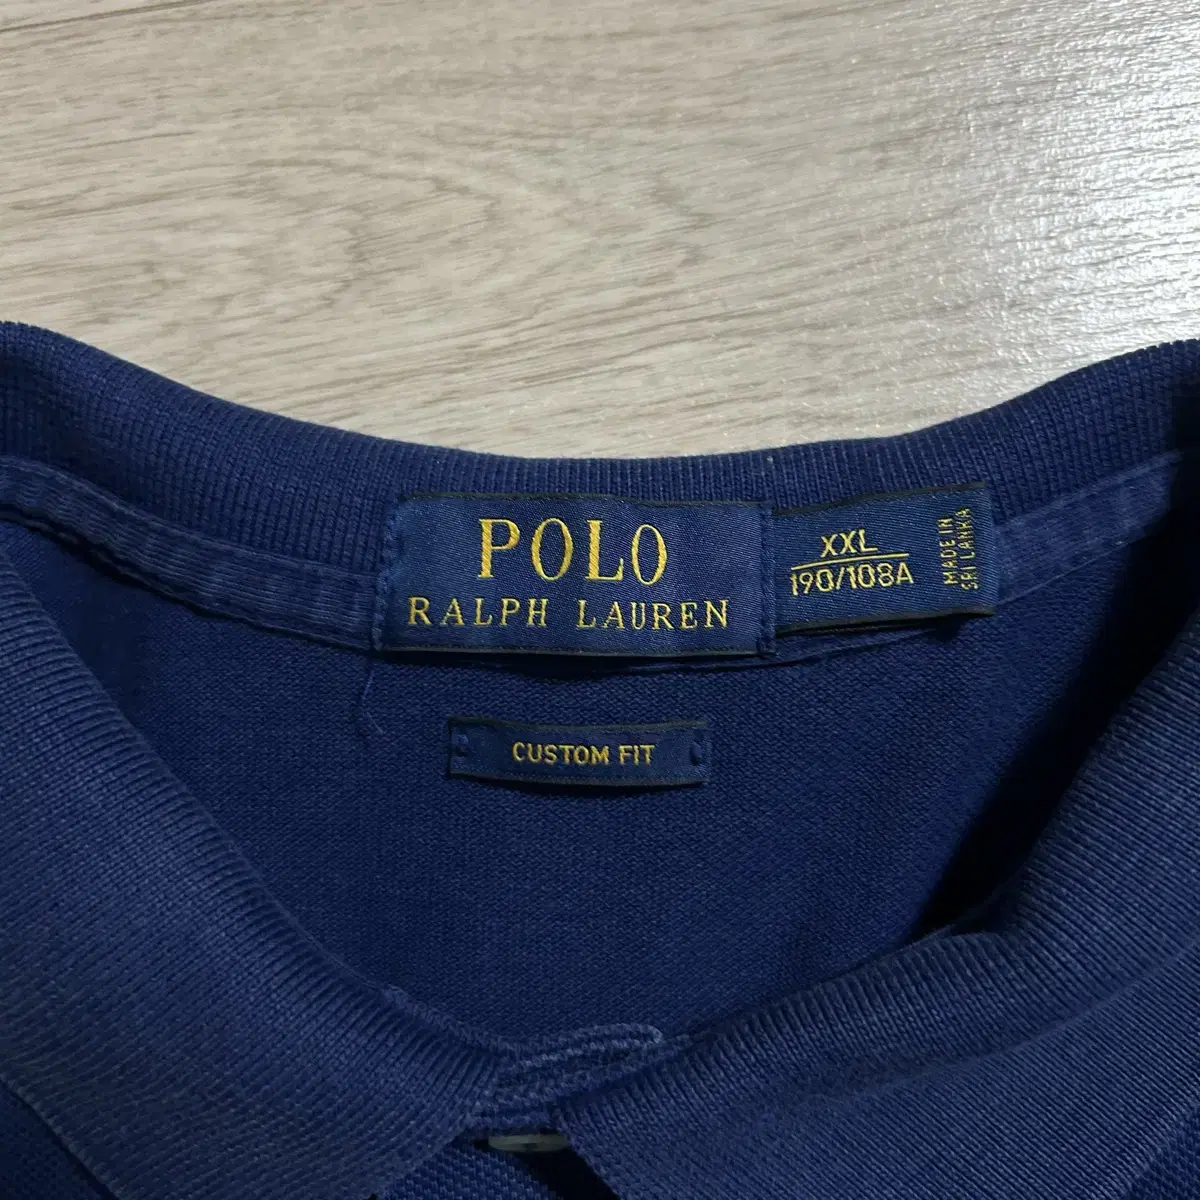 POLO
RALPH LAUREN
XXL
190/108A
MADE IN
SRI LANKA
CUSTOM FIT